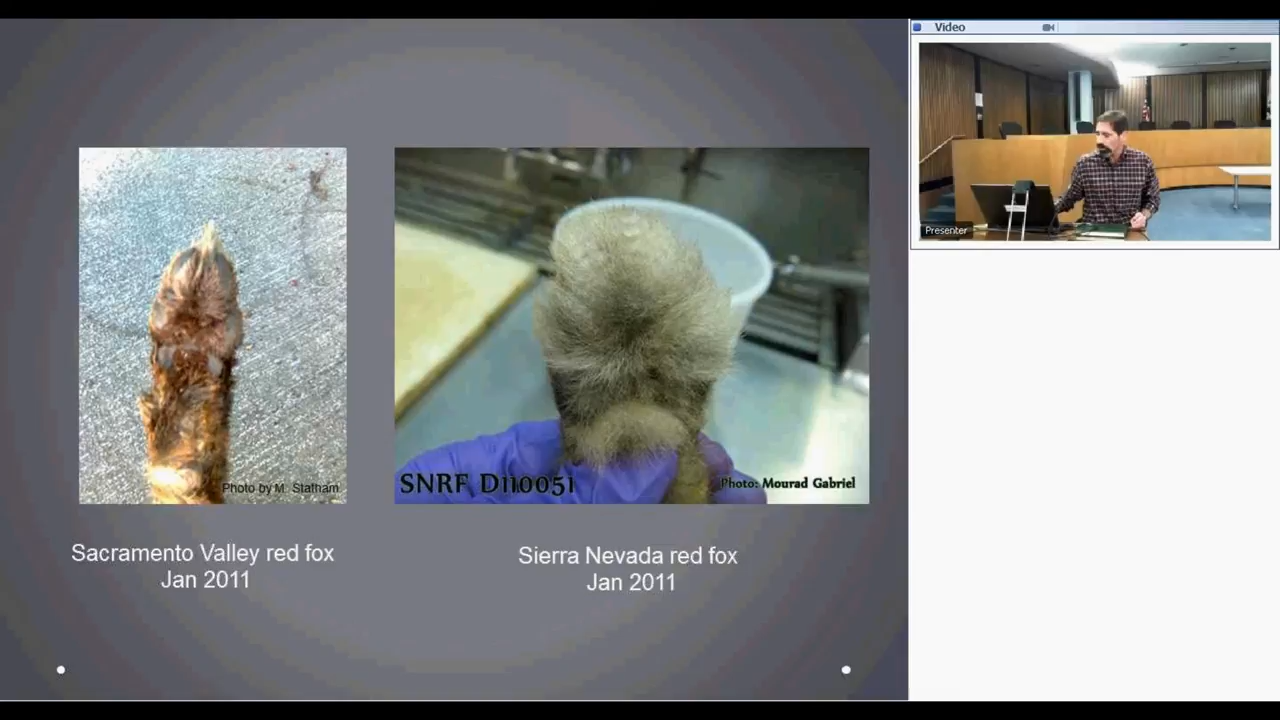 Video
Presenter
Photo by M. Statham
SNRF D110051
Photo: Mourad Gabriel
Sacramento Valley red fox
Jan 2011
Sierra Nevada red fox
Jan 2011